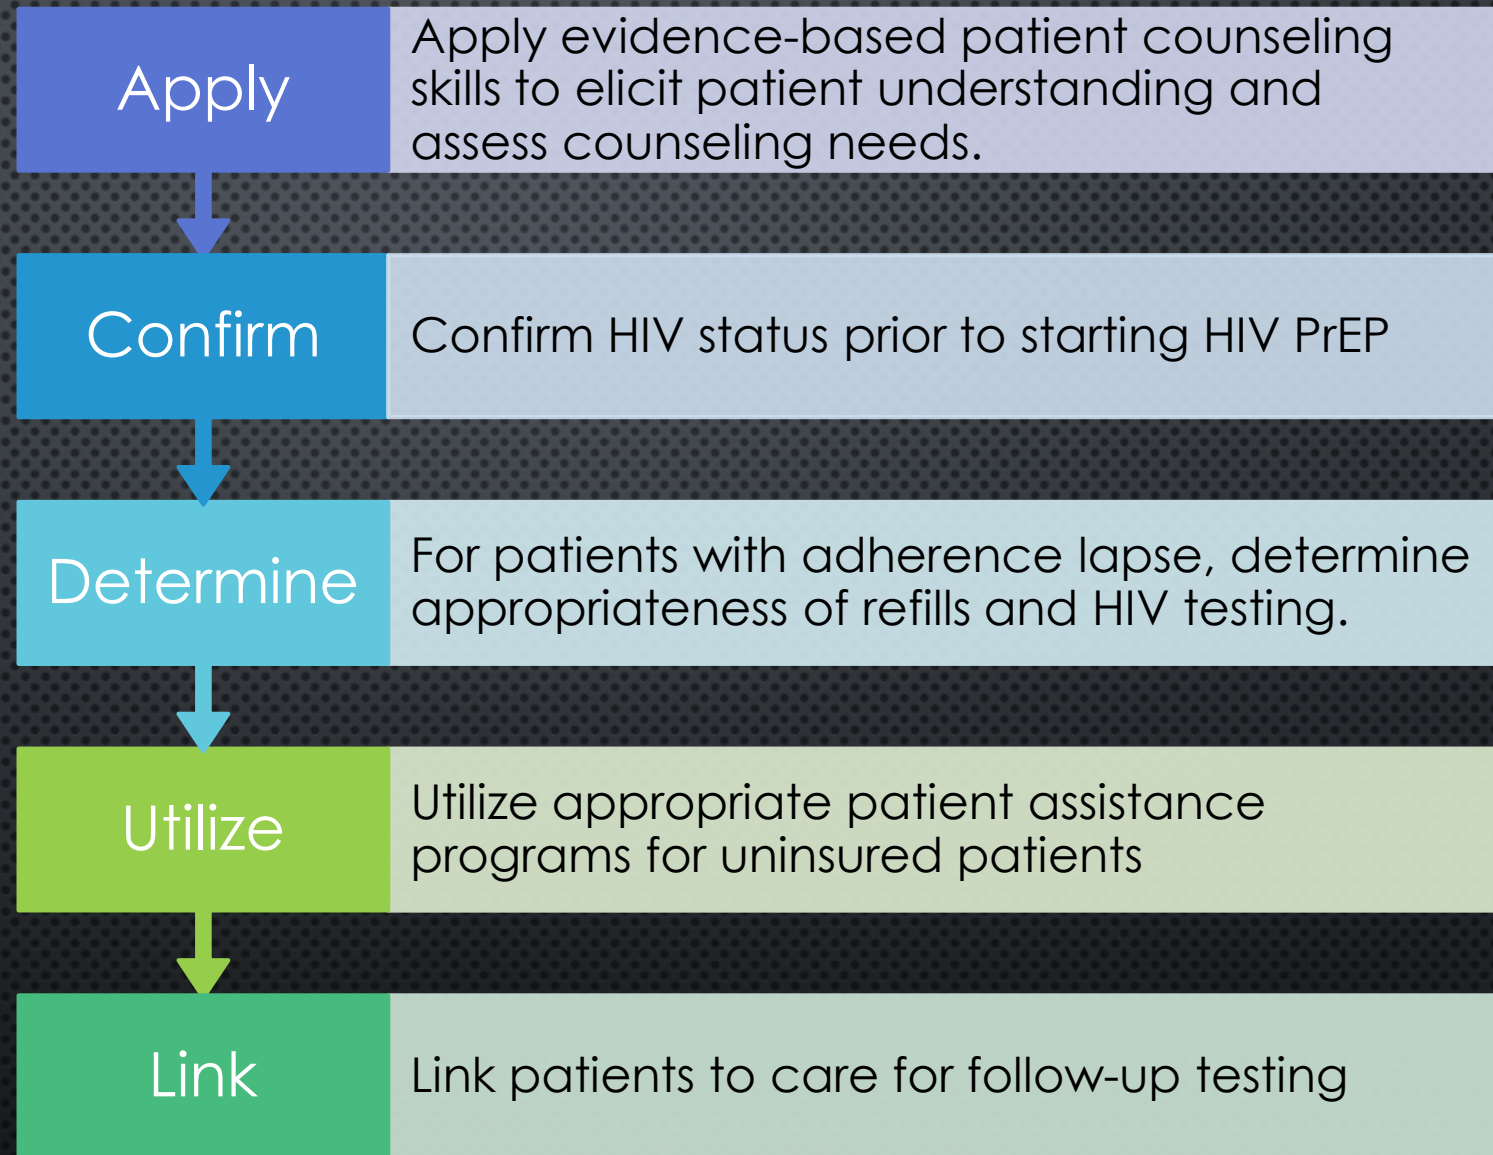 Apply
Apply evidence-based patient counseling
skills to elicit patient understanding and
assess counseling needs.
Confirm
Confirm HIV status prior to starting HIV PrEP
Determine
For patients with adherence lapse, determine
appropriateness of refills and HIV testing.
Utilize
Utilize appropriate patient assistance
programs for uninsured patients
Link
Link patients to care for follow-up testing